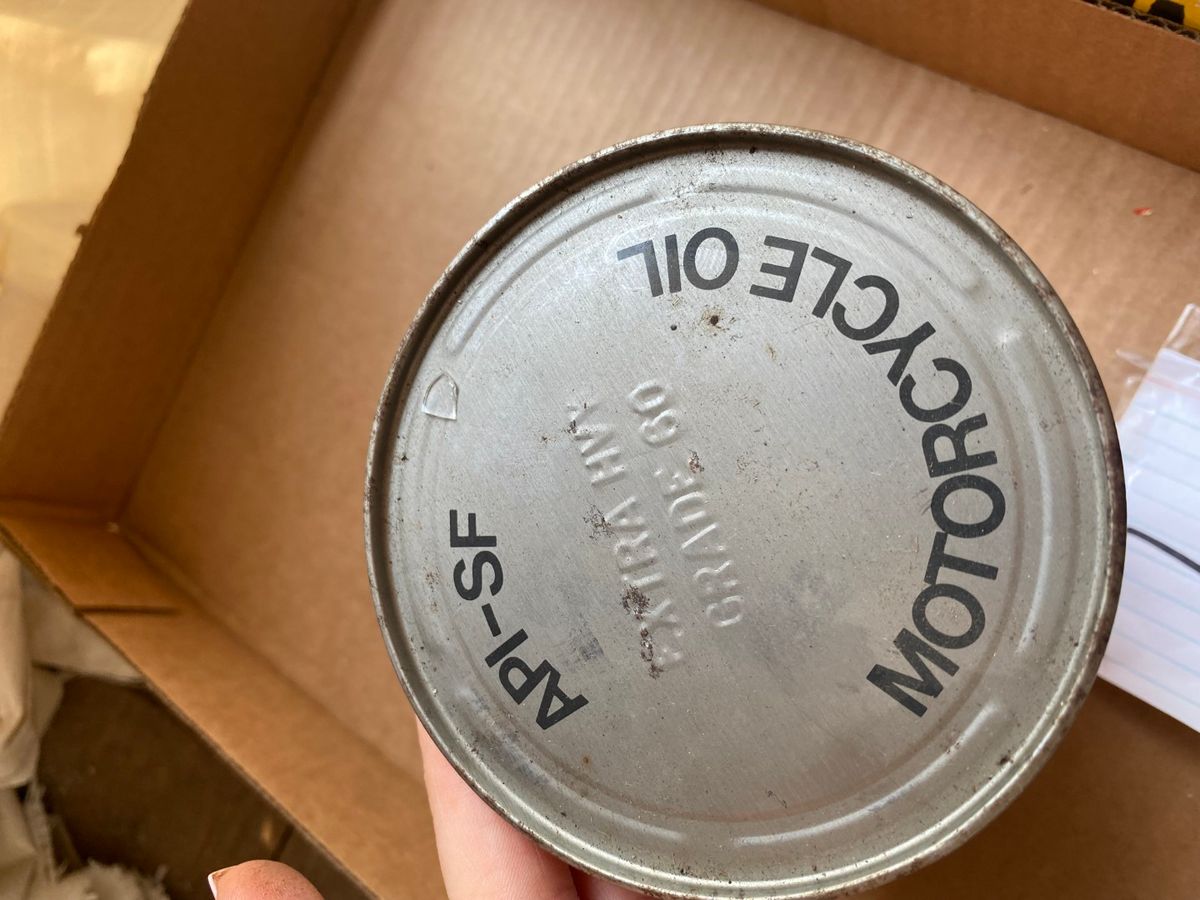 MOTORCYCLE OIL
API-SF
EXTRA HVY
GRADE 60